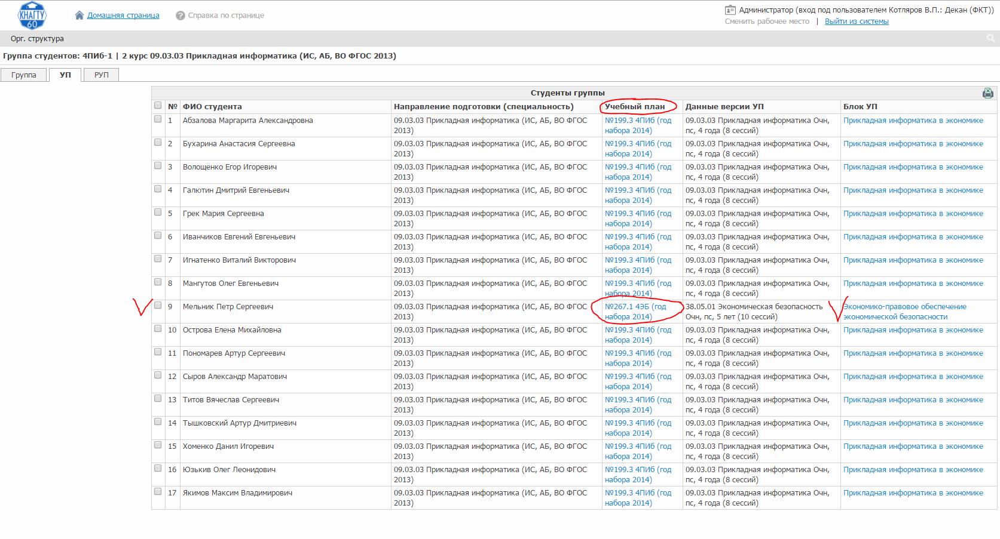 КНАГТУ
60
Домашняя страница
? Справка по странице
Администратор (вход под пользователем Котляров В.П.: Декан (ФКТ))
Сменить рабочее место | Выйти из системы
Орг. структура
Группа студентов: 4ПИб-1 | 2 курс 09.03.03 Прикладная информатика (ИС, АБ, ВО ФГОС 2013)
Группа УП РУП
Студенты группы
№ ФИО студента Направление подготовки (специальность) Учебный план Данные версии УП Блок УП
1 Абзалова Маргарита Александровна 09.03.03 Прикладная информатика (ИС, АБ, ВО ФГОС №199.3 4ПИб (год 09.03.03 Прикладная информатика Очн, Прикладная информатика в экономике
2013) набора 2014) пс, 4 года (8 сессий)
2 Бухарина Анастасия Сергеевна 09.03.03 Прикладная информатика (ИС, АБ, ВО ФГОС №199.3 4ПИб (год 09.03.03 Прикладная информатика Очн, Прикладная информатика в экономике
2013) набора 2014) пс, 4 года (8 сессий)
3 Волощенко Егор Игоревич 09.03.03 Прикладная информатика (ИС, АБ, ВО ФГОС №199.3 4ПИб (год 09.03.03 Прикладная информатика Очн, Прикладная информатика в экономике
2013) набора 2014) пс, 4 года (8 сессий)
4 Галютин Дмитрий Евгеньевич 09.03.03 Прикладная информатика (ИС, АБ, ВО ФГОС №199.3 4ПИб (год 09.03.03 Прикладная информатика Очн, Прикладная информатика в экономике
2013) набора 2014) пс, 4 года (8 сессий)
5 Грек Мария Сергеевна 09.03.03 Прикладная информатика (ИС, АБ, ВО ФГОС №199.3 4ПИб (год 09.03.03 Прикладная информатика Очн, Прикладная информатика в экономике
2013) набора 2014) пс, 4 года (8 сессий)
6 Иванчиков Евгений Евгеньевич 09.03.03 Прикладная информатика (ИС, АБ, ВО ФГОС №199.3 4ПИб (год 09.03.03 Прикладная информатика Очн, Прикладная информатика в экономике
2013) набора 2014) пс, 4 года (8 сессий)
7 Игнатенко Виталий Викторович 09.03.03 Прикладная информатика (ИС, АБ, ВО ФГОС №199.3 4ПИб (год 09.03.03 Прикладная информатика Очн, Прикладная информатика в экономике
2013) набора 2014) пс, 4 года (8 сессий)
8 Мангутов Олег Евгеньевич 09.03.03 Прикладная информатика (ИС, АБ, ВО ФГОС №199.3 4ПИб (год 09.03.03 Прикладная информатика Очн, Прикладная информатика в экономике
2013) набора 2014) пс, 4 года (8 сессий)
9 Мельник Петр Сергеевич 09.03.03 Прикладная информатика (ИС, АБ, ВО ФГОС №267.1 4ЭБ (год 38.05.01 Экономическая безопасность Экономико-правовое обеспечение
2013) набора 2014) Очн, пс, 5 лет (10 сессий) экономической безопасности
10 Острова Елена Михайловна 09.03.03 Прикладная информатика (ИС, АБ, ВО ФГОС №199.3 4ПИб (год 09.03.03 Прикладная информатика Очн, Прикладная информатика в экономике
2013) набора 2014) пс, 4 года (8 сессий)
11 Пономарев Артур Сергеевич 09.03.03 Прикладная информатика (ИС, АБ, ВО ФГОС №199.3 4ПИб (год 09.03.03 Прикладная информатика Очн, Прикладная информатика в экономике
2013) набора 2014) пс, 4 года (8 сессий)
12 Сыров Александр Маратович 09.03.03 Прикладная информатика (ИС, АБ, ВО ФГОС №199.3 4ПИб (год 09.03.03 Прикладная информатика Очн, Прикладная информатика в экономике
2013) набора 2014) пс, 4 года (8 сессий)
13 Титов Вячеслав Сергеевич 09.03.03 Прикладная информатика (ИС, АБ, ВО ФГОС №199.3 4ПИб (год 09.03.03 Прикладная информатика Очн, Прикладная информатика в экономике
2013) набора 2014) пс, 4 года (8 сессий)
14 Тышковский Артур Дмитриевич 09.03.03 Прикладная информатика (ИС, АБ, ВО ФГОС №199.3 4ПИб (год 09.03.03 Прикладная информатика Очн, Прикладная информатика в экономике
2013) набора 2014) пс, 4 года (8 сессий)
15 Хоменко Данил Игоревич 09.03.03 Прикладная информатика (ИС, АБ, ВО ФГОС №199.3 4ПИб (год 09.03.03 Прикладная информатика Очн, Прикладная информатика в экономике
2013) набора 2014) пс, 4 года (8 сессий)
16 Юзькив Олег Леонидович 09.03.03 Прикладная информатика (ИС, АБ, ВО ФГОС №199.3 4ПИб (год 09.03.03 Прикладная информатика Очн, Прикладная информатика в экономике
2013) набора 2014) пс, 4 года (8 сессий)
17 Якимов Максим Владимирович 09.03.03 Прикладная информатика (ИС, АБ, ВО ФГОС №199.3 4ПИб (год 09.03.03 Прикладная информатика Очн, Прикладная информатика в экономике
2013) набора 2014) пс, 4 года (8 сессий)